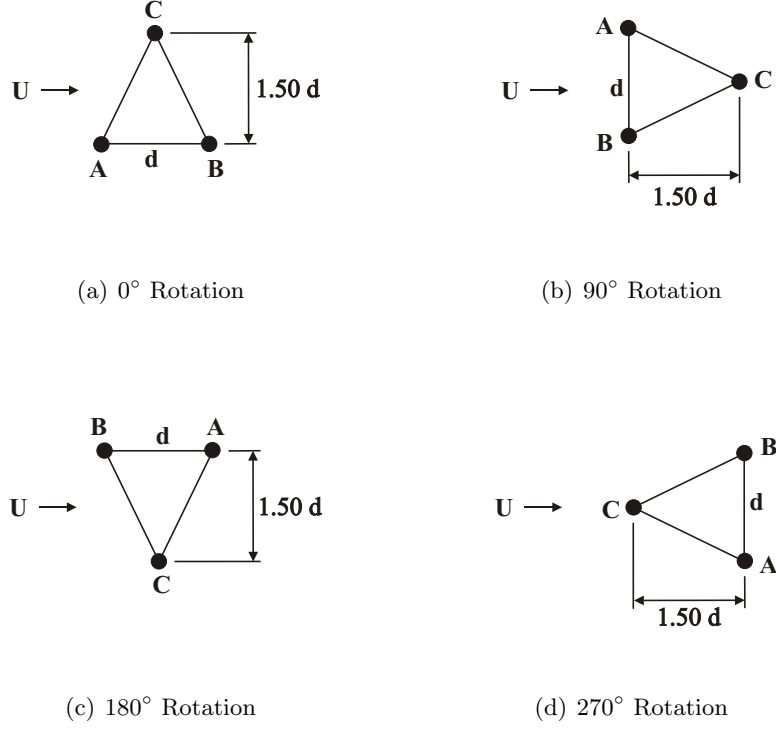 C
U
1.50 d
A
d
B
(a) 0° Rotation
A
U
d
C
B
1.50 d
(b) 90° Rotation
B
d
A
U
1.50 d
C
(c) 180° Rotation
B
U
C
d
A
1.50 d
(d) 270° Rotation